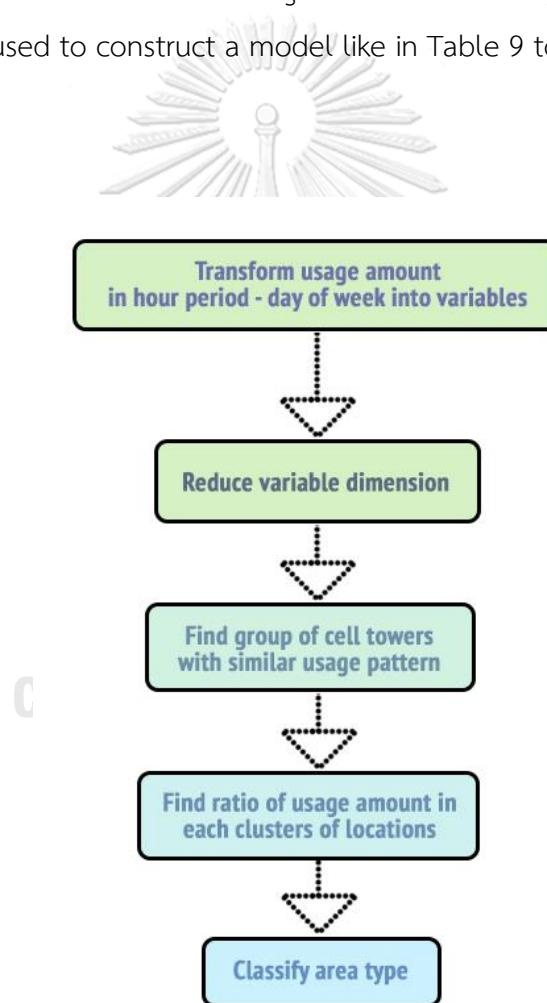 used to construct a model like in Table 9 to
Transform usage amount
in hour period - day of week into variables
Reduce variable dimension
Find group of cell towers
with similar usage pattern
Find ratio of usage amount in
each clusters of locations
Classify area type